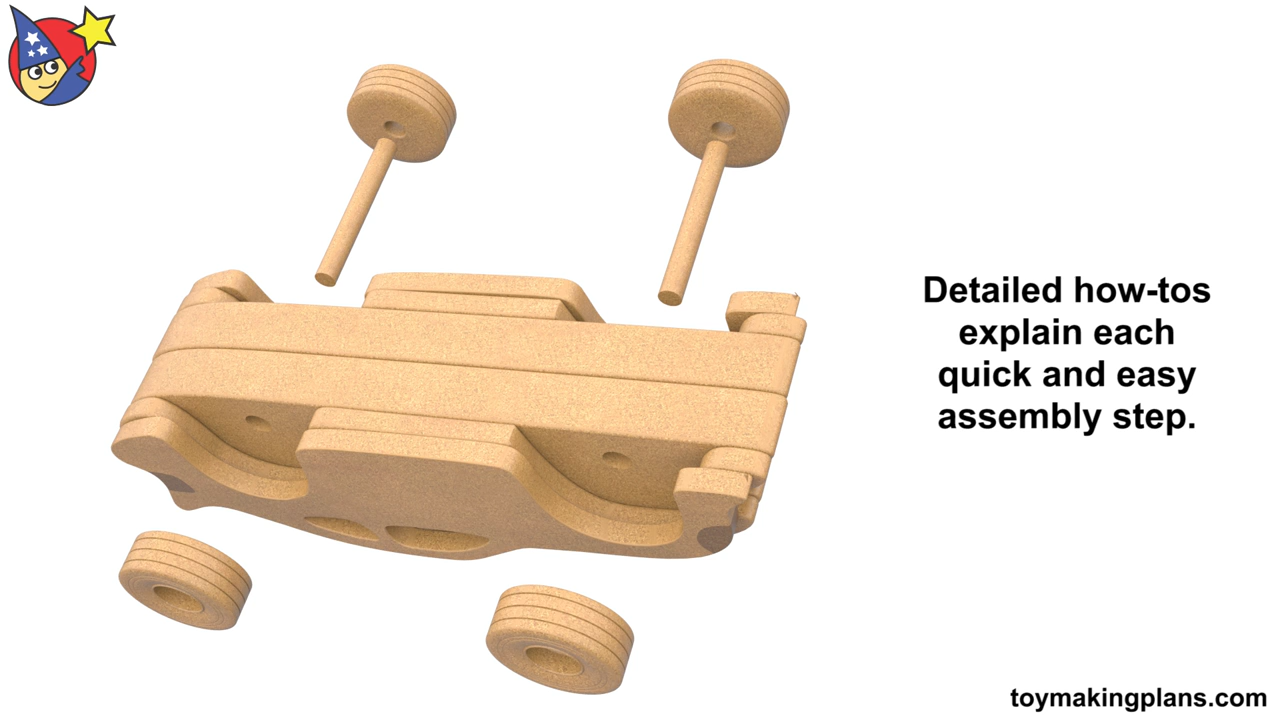 Detailed how-tos
explain each
quick and easy
assembly step.
toymakingplans.com